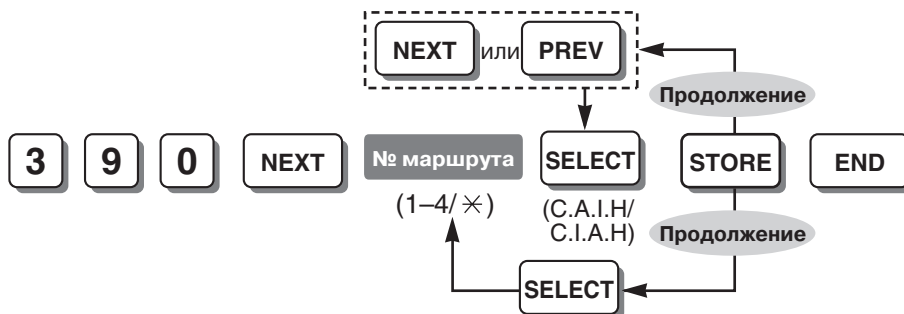 NEXT или PREV
Продолжение
3 9 0 NEXT № маршрута SELECT STORE END
(1–4/✳) (C.A.I.H/
C.I.A.H)
Продолжение
SELECT